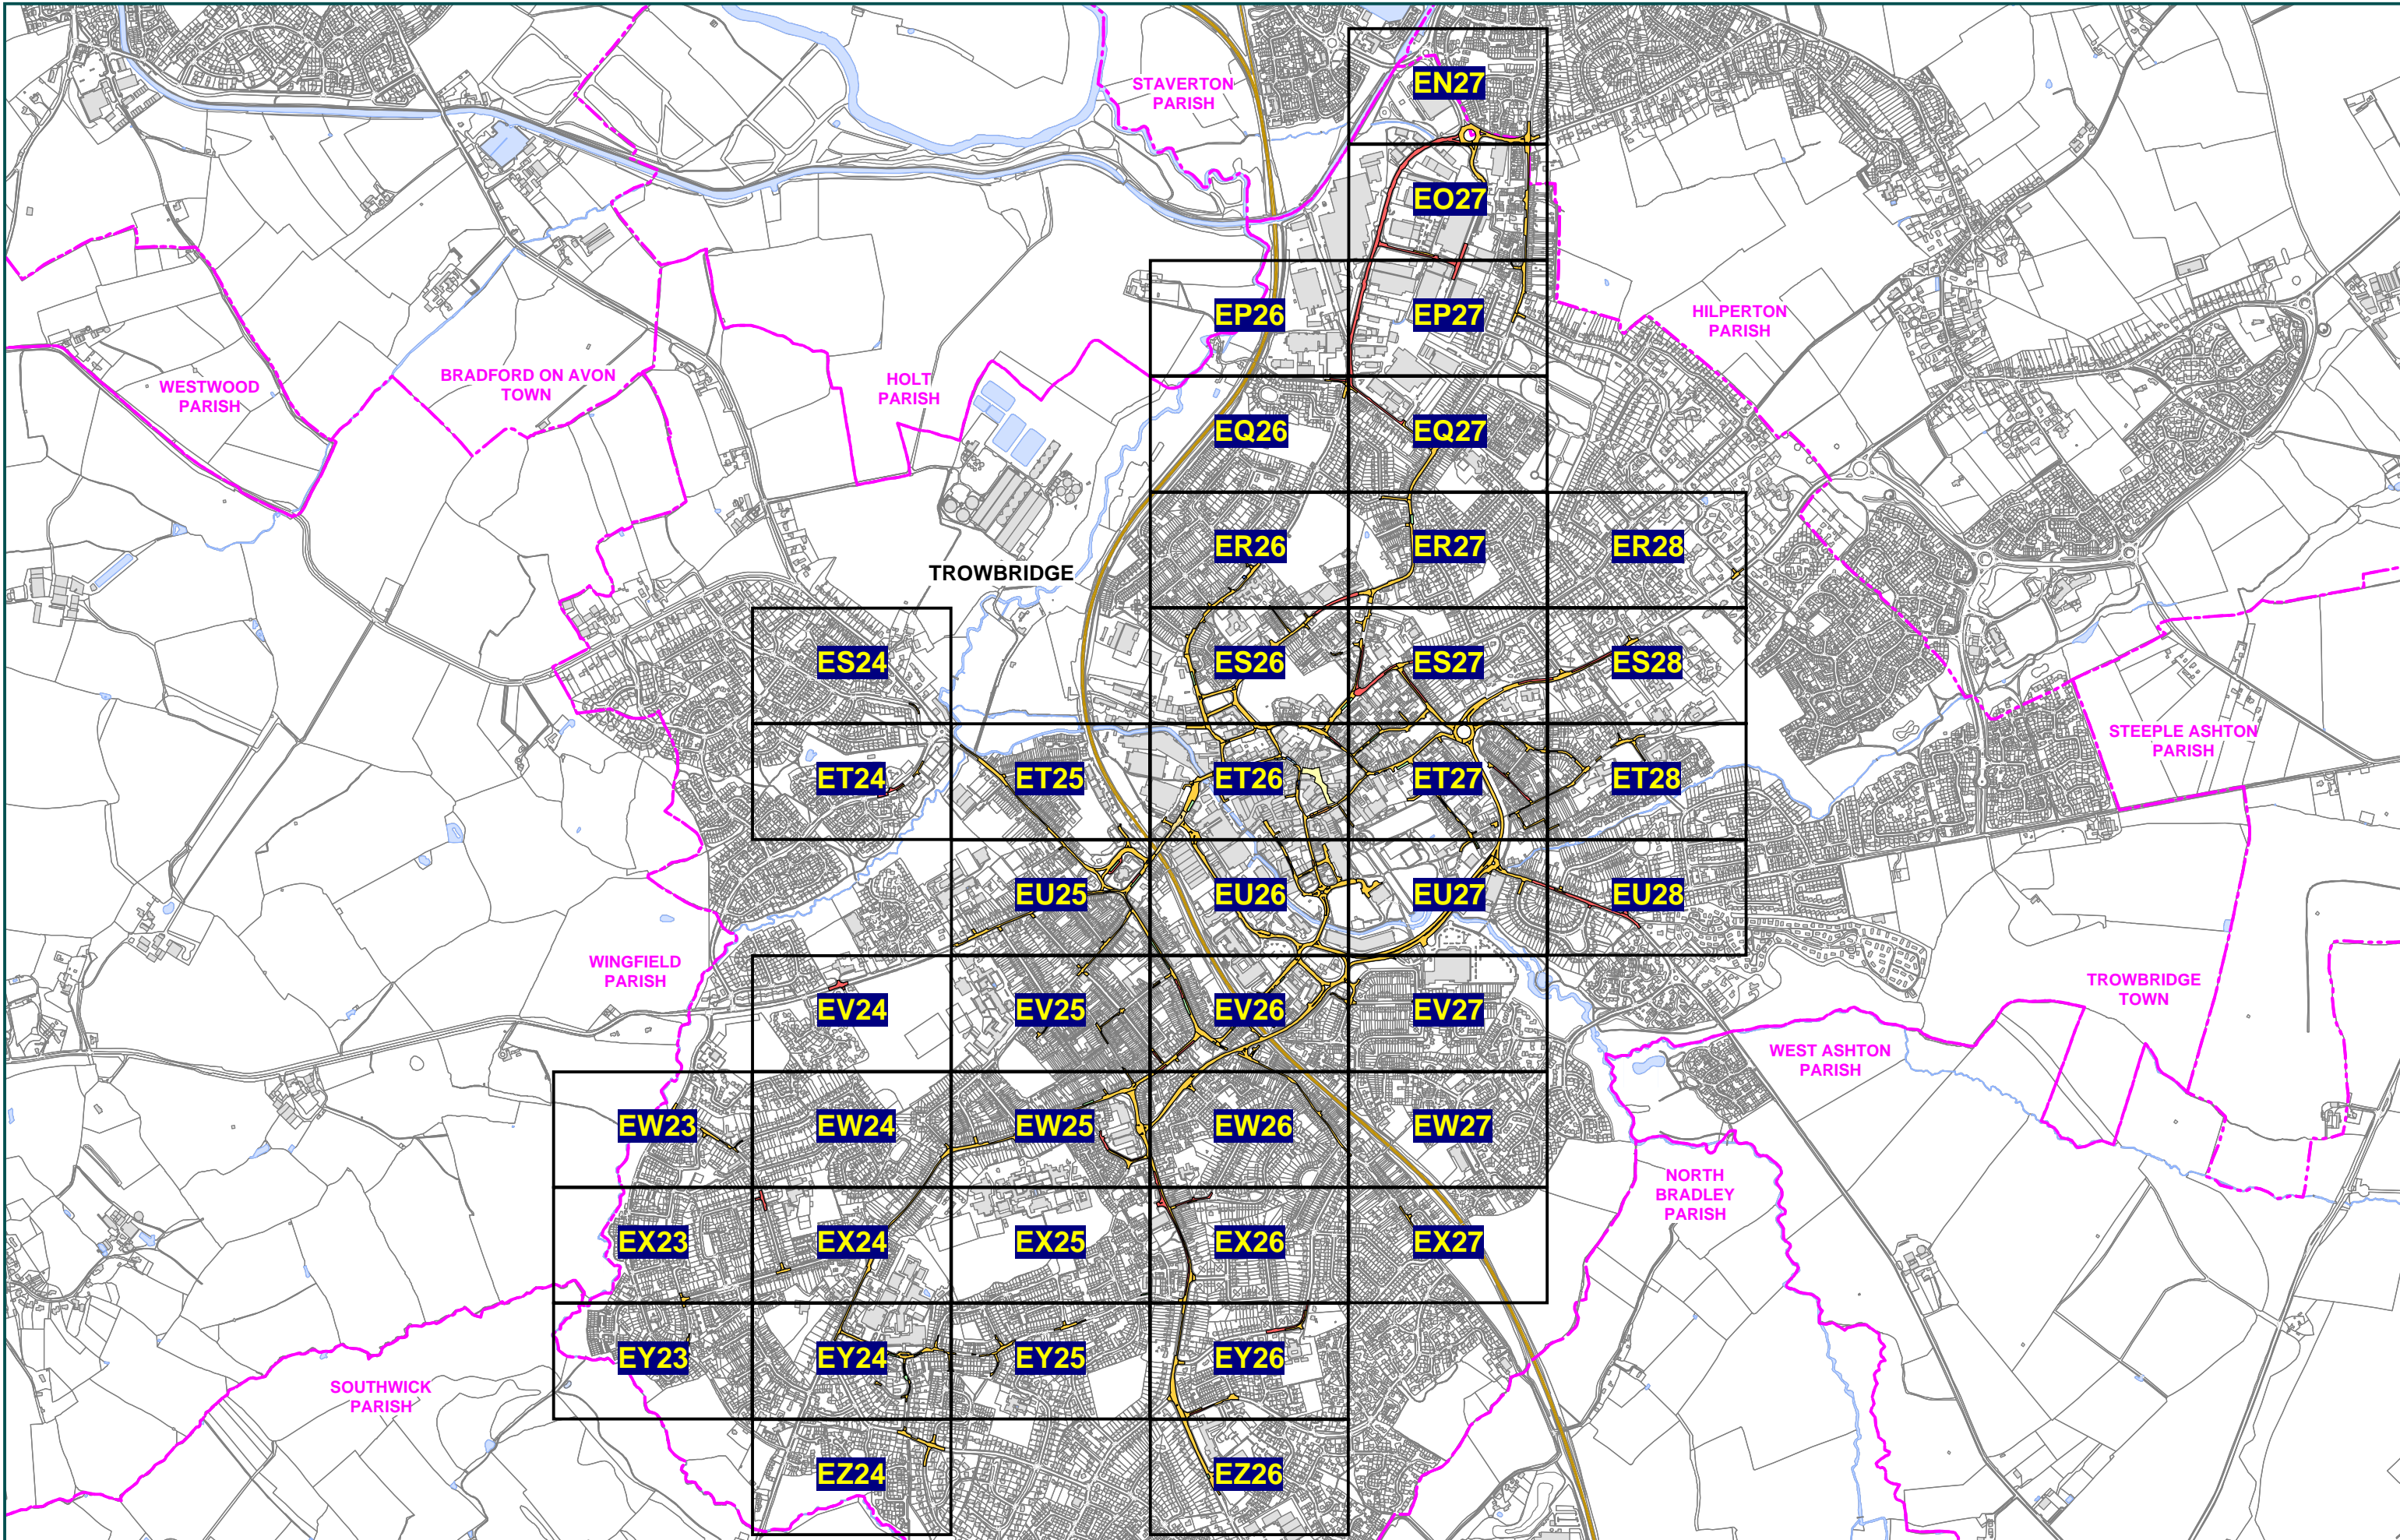 STAVERTON
PARISH
EN27
EO27
EP26
EP27
HILPERTON
PARISH
WESTWOOD
PARISH
BRADFORD ON AVON
TOWN
HOLT
PARISH
EQ26
EQ27
TROWBRIDGE
ER26
ER27
ER28
ES24
ES26
ES27
ES28
STEEPLE ASHTON
PARISH
ET24
ET25
ET26
ET27
ET28
EU25
EU26
EU27
EU28
WINGFIELD
PARISH
TROWBRIDGE
TOWN
EV24
EV25
EV26
EV27
WEST ASHTON
PARISH
EW23
EW24
EW25
EW26
EW27
NORTH
BRADLEY
PARISH
EX23
EX24
EX25
EX26
EX27
EY23
EY24
EY25
EY26
SOUTHWICK
PARISH
EZ24
EZ26